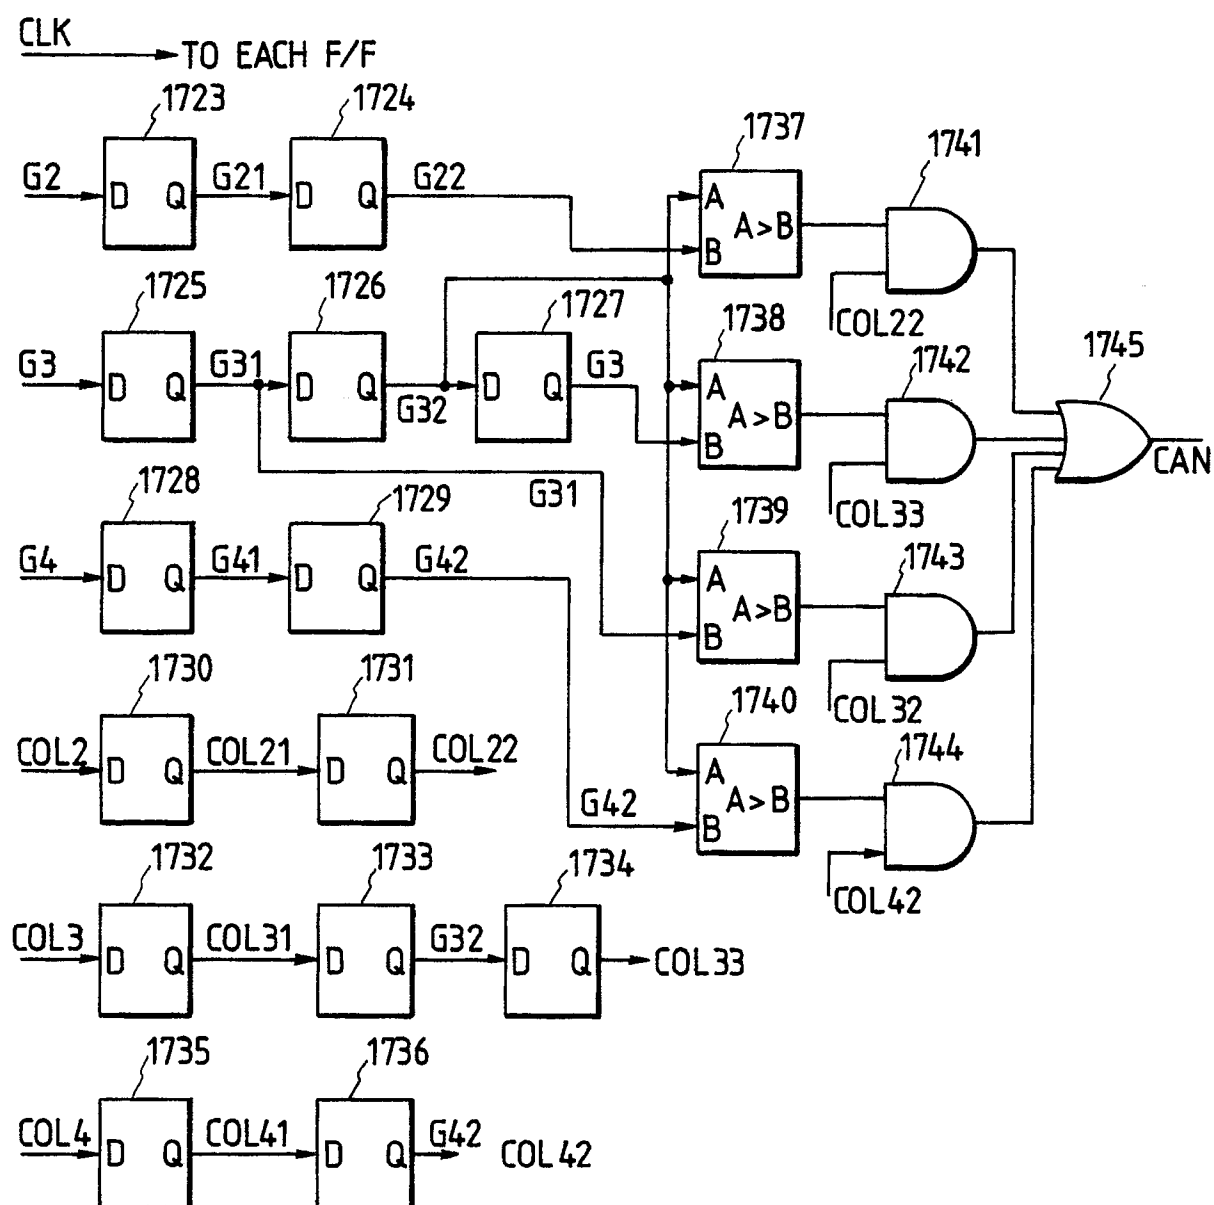 CLK
TO EACH F/F
1723
1724
1737
1741
G2
D Q
G21
D Q
G22
A
A>B
B
COL22
1725
1726
1727
1738
1742
1745
G3
D Q
G31
D Q
G32
D Q
G3
A
A>B
B
COL33
CAN
1728
1729
G31
1739
1743
G4
D Q
G41
D Q
G42
A
A>B
B
COL32
1730
1731
1740
1744
COL2
D Q
COL21
D Q
COL22
G42
A
A>B
B
COL42
1732
1733
1734
COL3
D Q
COL31
D Q
G32
D Q
COL33
1735
1736
COL4
D Q
COL41
D Q
G42
COL42